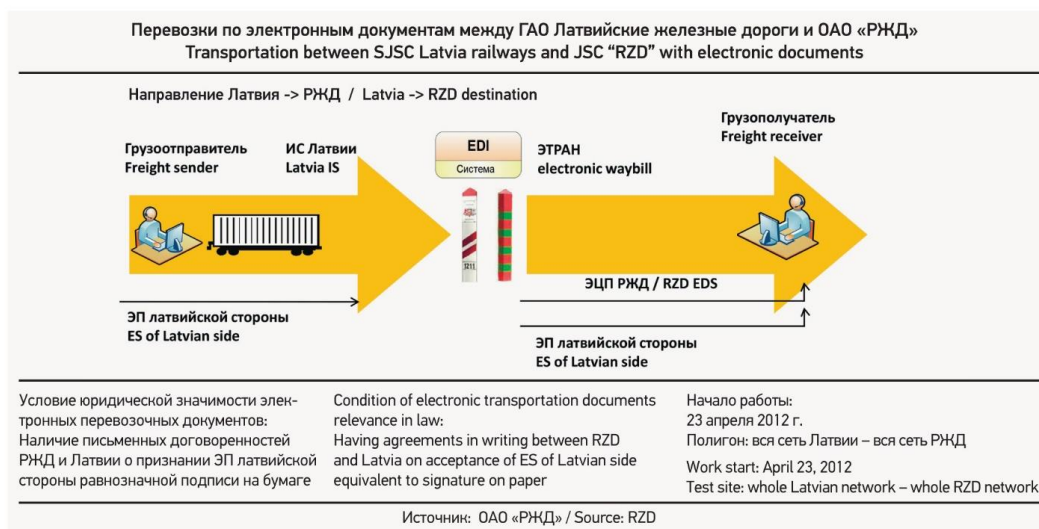 Перевозки по электронным документам между ГАО Латвийские железные дороги и ОАО «РЖД»
Transportation between SJSC Latvia railways and JSC “RZD” with electronic documents
Направление Латвия -> РЖД / Latvia -> RZD destination
Грузоотправитель
Freight sender
ИС Латвии
Latvia IS
EDI
Система
ЭТРАН
electronic waybill
Грузополучатель
Freight receiver
ЭП латвийской стороны
ES of Latvian side
ЭЦП РЖД / RZD EDS
ЭП латвийской стороны
ES of Latvian side
Условие юридической значимости элек-
тронных перевозочных документов:
Наличие письменных договоренностей
РЖД и Латвии о признании ЭП латвийской
стороны равнозначной подписи на бумаге
Condition of electronic transportation documents
relevance in law:
Having agreements in writing between RZD
and Latvia on acceptance of ES of Latvian side
equivalent to signature on paper
Начало работы:
23 апреля 2012 г.
Полигон: вся сеть Латвии – вся сеть РЖД
Work start: April 23, 2012
Test site: whole Latvian network – whole RZD network
Источник: ОАО «РЖД» / Source: RZD